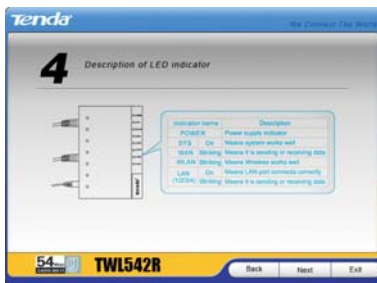 Tenda
We Connect The World
4
Description of LED indicator
Indicator name Description
POWER Power supply indicator
SYS On Means system works well
WAN Blinking Means it is sending or receiving data
WLAN Blinking Means Wireless works well
LAN (1/2/3/4) On Means LAN port connects correctly
Blinking Means it is sending or receiving data
54
TWL542R
Back Next Exit